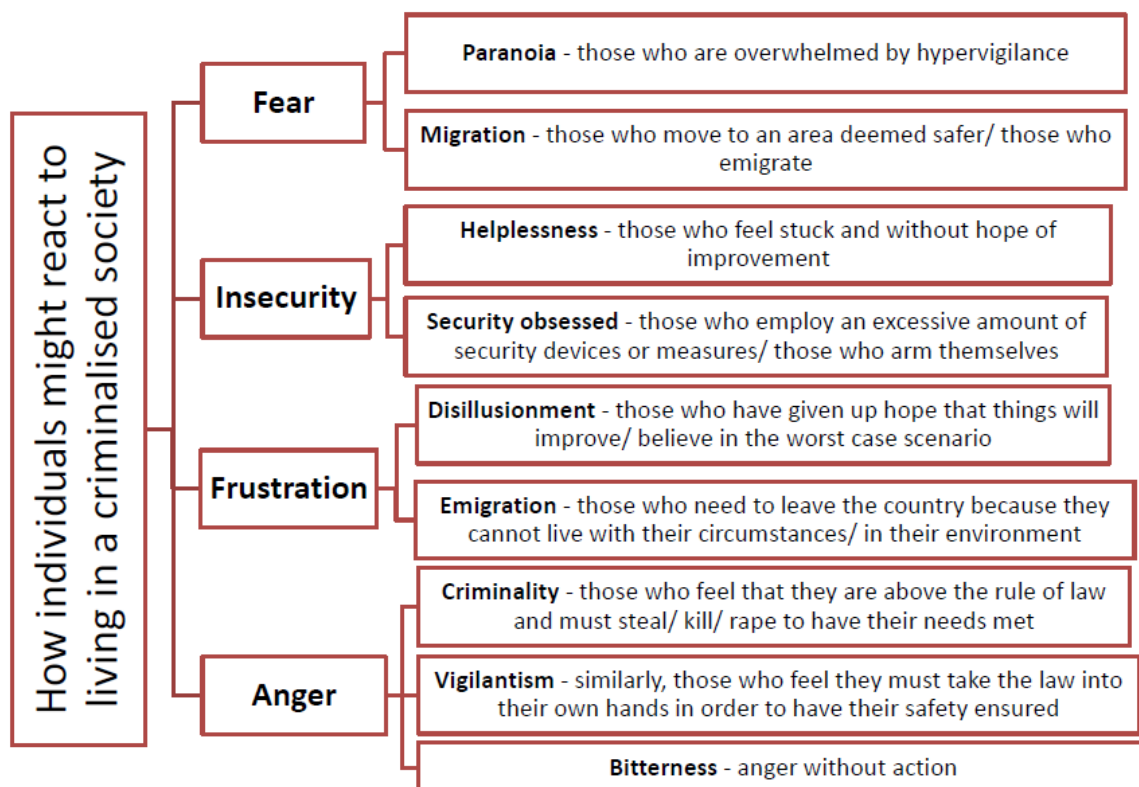 How individuals might react to
living in a criminalised society
Fear
Paranoia - those who are overwhelmed by hypervigilance
Migration - those who move to an area deemed safer/ those who
emigrate
Insecurity
Helplessness - those who feel stuck and without hope of
improvement
Security obsessed - those who employ an excessive amount of
security devices or measures/ those who arm themselves
Frustration
Disillusionment - those who have given up hope that things will
improve/ believe in the worst case scenario
Emigration - those who need to leave the country because they
cannot live with their circumstances/ in their environment
Anger
Criminality - those who feel that they are above the rule of law
and must steal/ kill/ rape to have their needs met
Vigilantism - similarly, those who feel they must take the law into
their own hands in order to have their safety ensured
Bitterness - anger without action